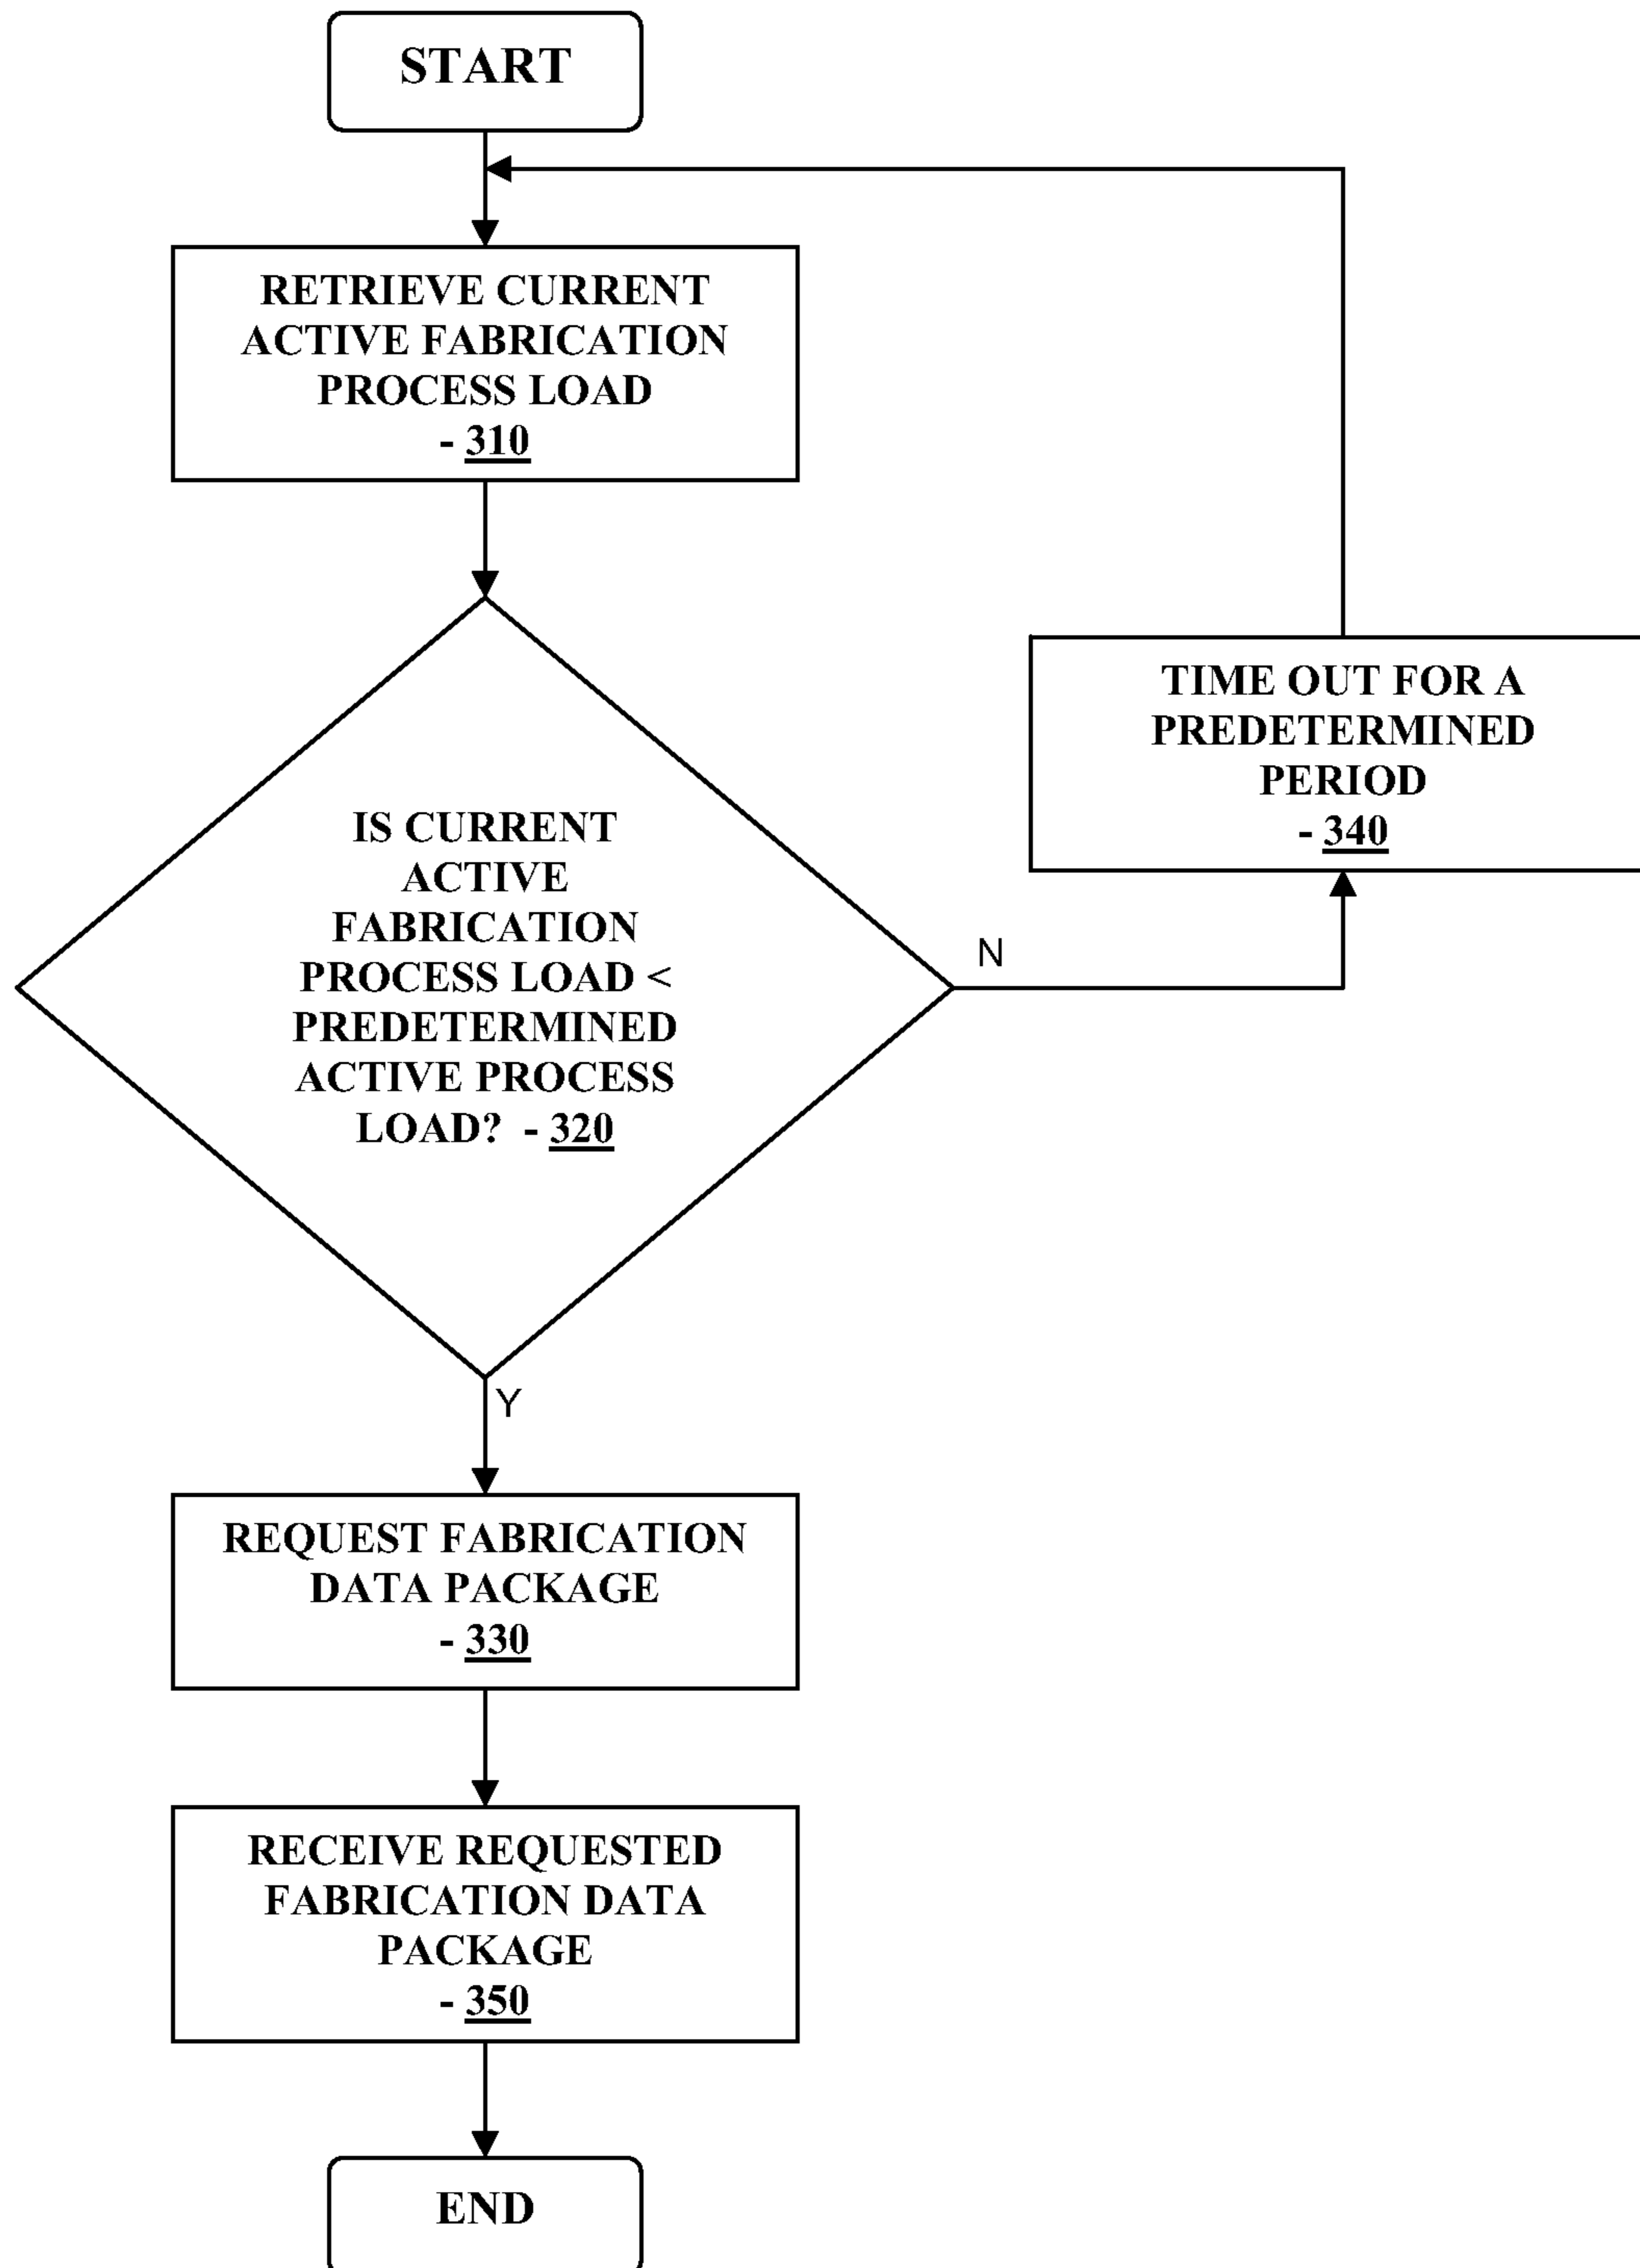 START
RETRIEVE CURRENT
ACTIVE FABRICATION
PROCESS LOAD
- 310
TIME OUT FOR A
PREDETERMINED
PERIOD
- 340
IS CURRENT
ACTIVE
FABRICATION
PROCESS LOAD <
PREDETERMINED
ACTIVE PROCESS
LOAD? - 320
N
Y
REQUEST FABRICATION
DATA PACKAGE
- 330
RECEIVE REQUESTED
FABRICATION DATA
PACKAGE
- 350
END